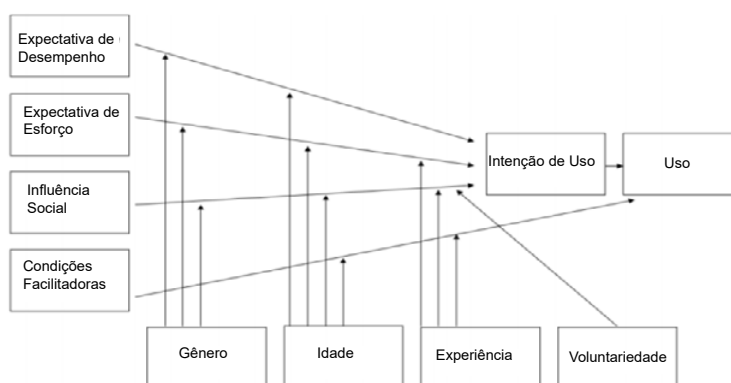 Expectativa de
Desempenho
Expectativa de
Esforço
Influência
Social
Condições
Facilitadoras
Intenção de Uso
Uso
Gênero
Idade
Experiência
Voluntariedade